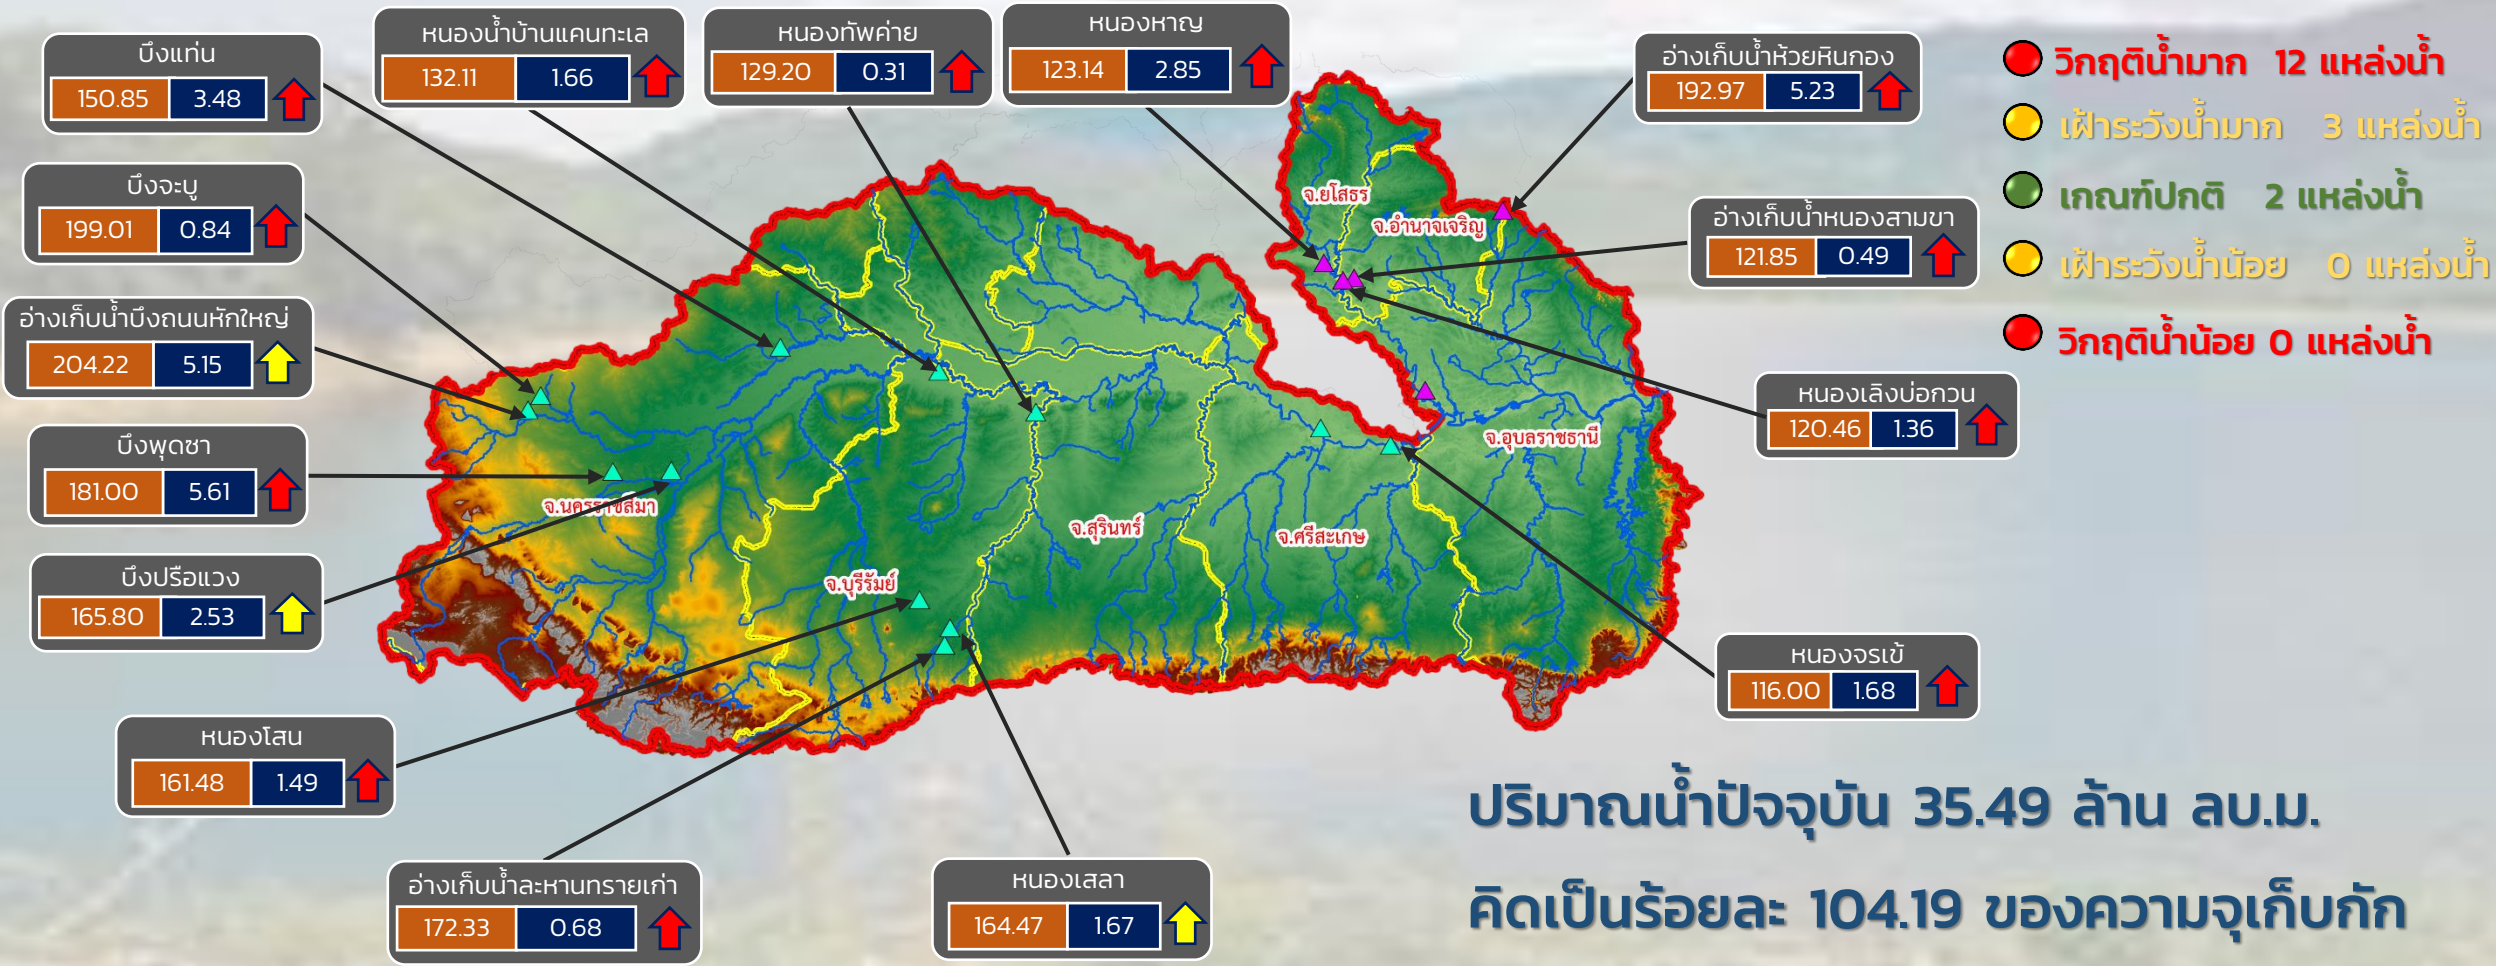 บึงแท่น
150.85 3.48
หนองน้ำบ้านแคนทะเล
132.11 1.66
หนองทัพค่าย
129.20 0.31
หนองหาญ
123.14 2.85
อ่างเก็บน้ำห้วยหินกอง
192.97 5.23
วิกฤติน้ำมาก 12 แหล่งน้ำ
เฝ้าระวังน้ำมาก 3 แหล่งน้ำ
เกณฑ์ปกติ 2 แหล่งน้ำ
เฝ้าระวังน้ำน้อย 0 แหล่งน้ำ
วิกฤติน้ำน้อย 0 แหล่งน้ำ
บึงจะบู
199.01 0.84
อ่างเก็บน้ำบึงถนนหักใหญ่
204.22 5.15
บึงพุดซา
181.00 5.61
บึงปรือแวง
165.80 2.53
หนองโสน
161.48 1.49
อ่างเก็บน้ำละหานทรายเก่า
172.33 0.68
หนองเสลา
164.47 1.67
อ่างเก็บน้ำหนองสามขา
121.85 0.49
หนองเลิงบ่อกวน
120.46 1.36
หนองจรเข้
116.00 1.68
จ.ยโสธร
จ.อำนาจเจริญ
จ.อุบลราชธานี
จ.นครราชสีมา
จ.สุรินทร์
จ.ศรีสะเกษ
จ.บุรีรัมย์
ปริมาณน้ำปัจจุบัน 35.49 ล้าน ลบ.ม.
คิดเป็นร้อยละ 104.19 ของความจุเก็บกัก